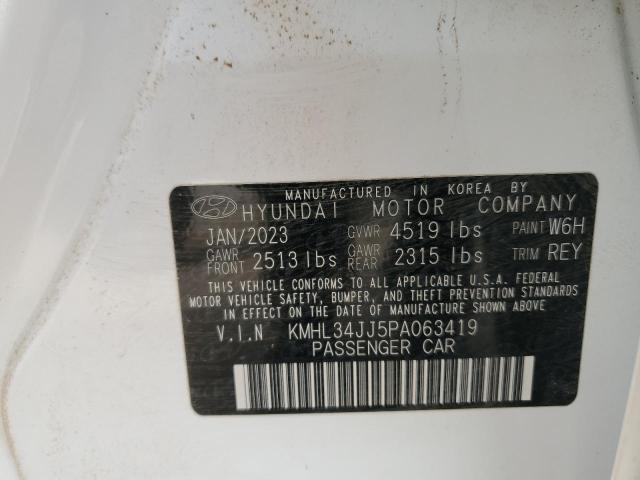 MANUFACTURED IN KOREA BY
HYUNDAI MOTOR COMPANY
JAN/2023 GVWR 4519 lbs PAINT W6H
GAWR FRONT 2513 lbs GAWR REAR 2315 lbs TRIM REY
THIS VEHICLE CONFORMS TO ALL APPLICABLE U.S.A. FEDERAL
MOTOR VEHICLE SAFETY, BUMPER, AND THEFT PREVENTION STANDARDS
IN EFFECT ON THE DATE OF MANUFACTURE SHOWN ABOVE.
V.I.N KMHL34JJ5PA063419
PASSENGER CAR